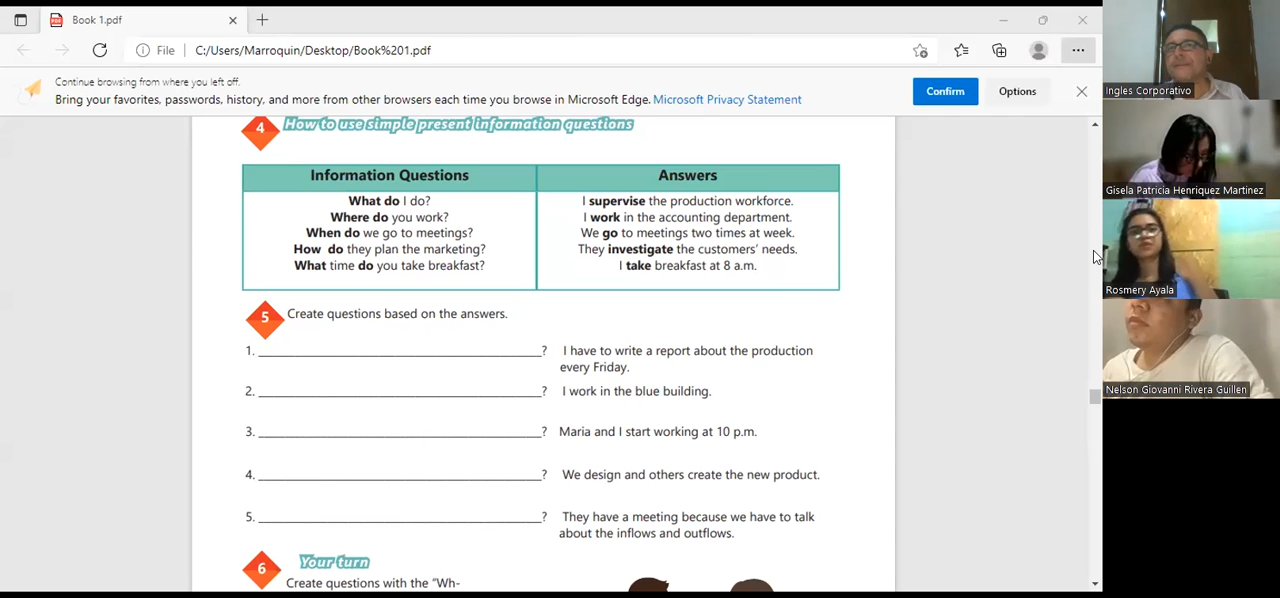 Book 1.pdf
File
C:/Users/Marroquin/Desktop/Book%201.pdf
Continue browsing from where you left off.
Bring your favorites, passwords, history, and more from other browsers each time you browse in Microsoft Edge. Microsoft Privacy Statement
Confirm
Options
4 How to use simple present information questions
Information Questions
What do I do?
Where do you work?
When do we go to meetings?
How do they plan the marketing?
What time do you take breakfast?
Answers
I supervise the production workforce.
I work in the accounting department.
We go to meetings two times at week.
They investigate the customers' needs.
I take breakfast at 8 a.m.
5 Create questions based on the answers.
1. ________________________________________? I have to write a report about the production
every Friday.
2. ________________________________________? I work in the blue building.
3. ________________________________________? Maria and I start working at 10 p.m.
4. ________________________________________? We design and others create the new product.
5. ________________________________________? They have a meeting because we have to talk
about the inflows and outflows.
6 Your turn
Create questions with the "Wh-
Ingles Corporativo
Gisela Patricia Henriquez Martinez
Rosmery Ayala
Nelson Giovanni Rivera Guillen